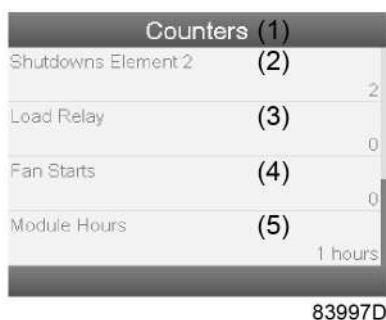 Counters (1)
Shutdowns Element 2 (2)
2
Load Relay (3)
0
Fan Starts (4)
0
Module Hours (5)
1 hours
83997D